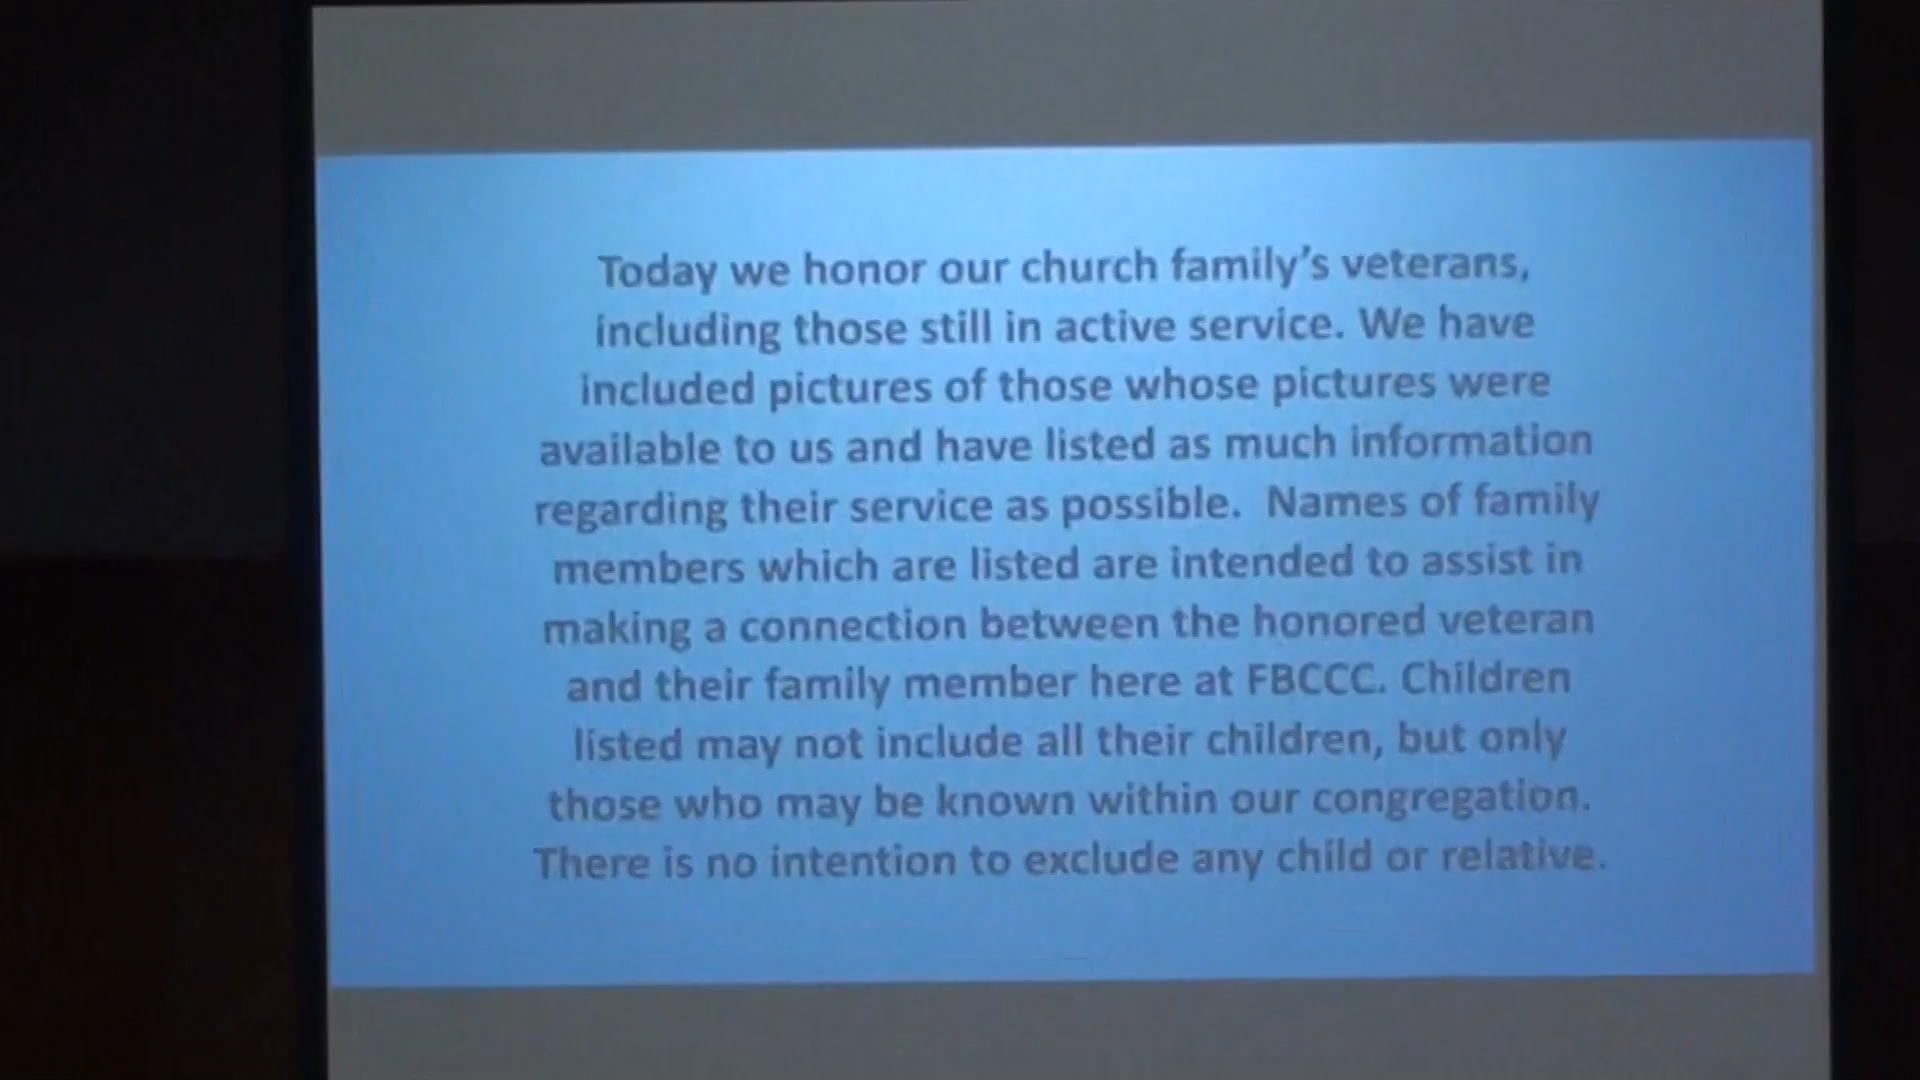 Today we honor our church family's veterans,
including those still in active service. We have
included pictures of those whose pictures were
available to us and have listed as much information
regarding their service as possible.  Names of family
members which are listed are intended to assist in
making a connection between the honored veteran
and their family member here at FBCCC. Children
listed may not include all their children, but only
those who may be known within our congregation.
There is no intention to exclude any child or relative.